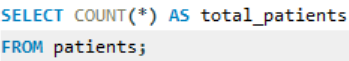 SELECT COUNT(*) AS total_patients
FROM patients;